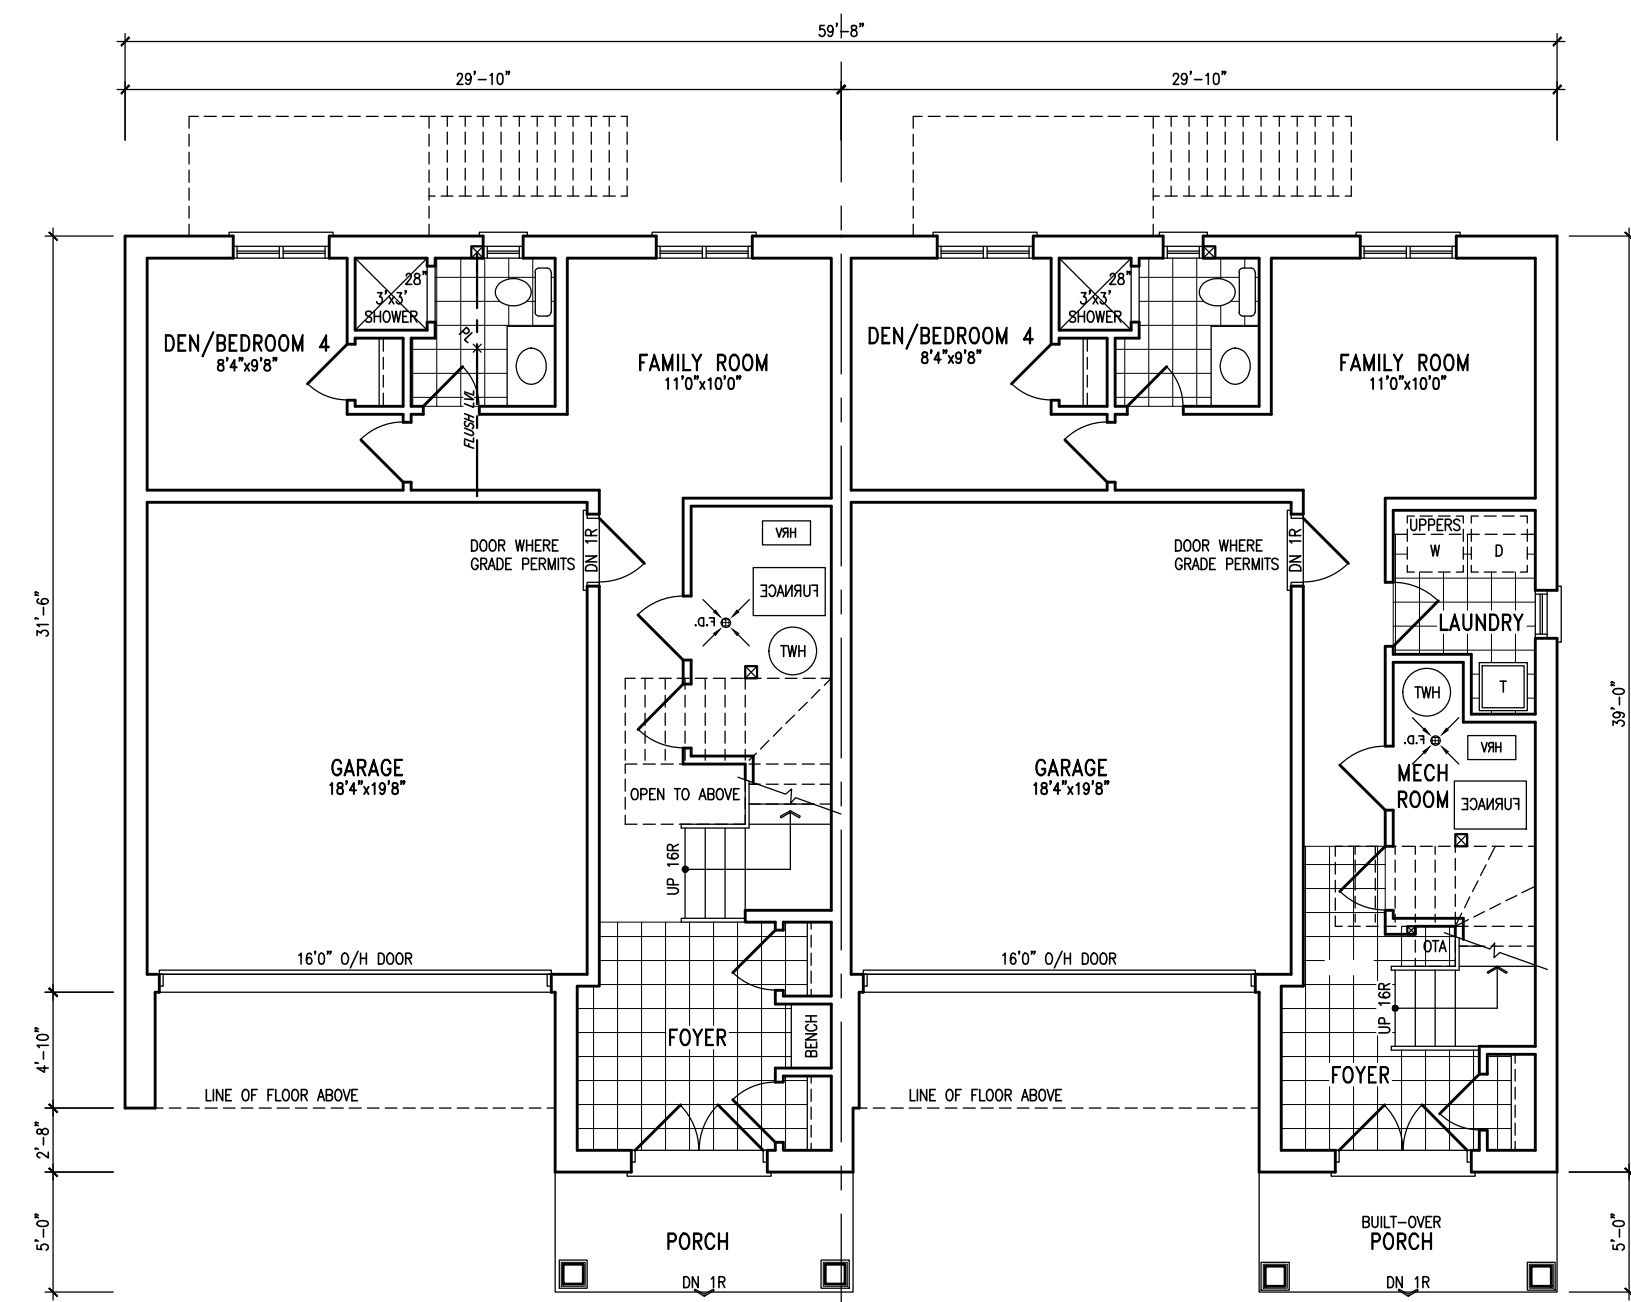 59'-8"
29'-10"
29'-10"
28"
3'x3'
SHOWER
28"
3'x3'
SHOWER
DEN/BEDROOM 4
8'4"x9'8"
PL
FLUSH LVL
FAMILY ROOM
11'0"x10'0"
DEN/BEDROOM 4
8'4"x9'8"
FAMILY ROOM
11'0"x10'0"
DOOR WHERE
GRADE PERMITS
DN 1R
HRV
FURNACE
F.D.
TWH
DOOR WHERE
GRADE PERMITS
DN 1R
UPPERS
W
D
LAUNDRY
T
TWH
F.D.
HRV
MECH
ROOM
FURNACE
31'-6"
39'-0"
GARAGE
18'4"x19'8"
OPEN TO ABOVE
UP 16R
GARAGE
18'4"x19'8"
OTA
UP 16R
16'0" O/H DOOR
16'0" O/H DOOR
4'-10"
FOYER
BENCH
FOYER
LINE OF FLOOR ABOVE
LINE OF FLOOR ABOVE
2'-8"
5'-0"
PORCH
DN 1R
BUILT-OVER
PORCH
DN 1R
5'-0"